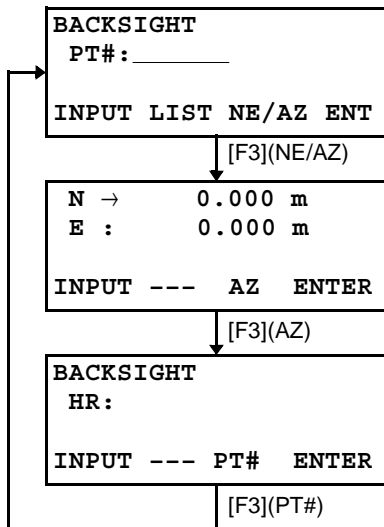 BACKSIGHT
PT#:_______
INPUT LIST NE/AZ ENT
[F3](NE/AZ)
N → 0.000 m
E : 0.000 m
INPUT --- AZ ENTER
[F3](AZ)
BACKSIGHT
HR:
INPUT --- PT# ENTER
[F3](PT#)